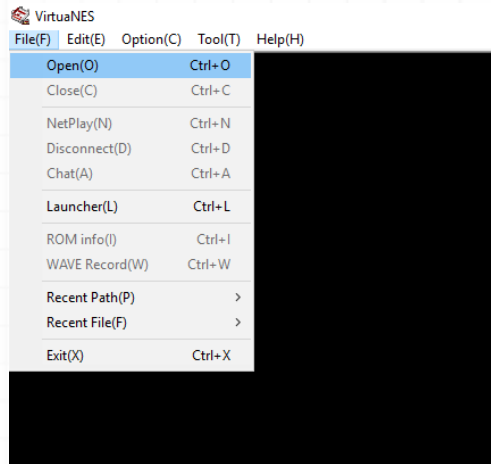 VirtuaNES
File(F) Edit(E) Option(C) Tool(T) Help(H)
Open(O) Ctrl+O
Close(C) Ctrl+C
NetPlay(N) Ctrl+N
Disconnect(D) Ctrl+D
Chat(A) Ctrl+A
Launcher(L) Ctrl+L
ROM info(I) Ctrl+I
WAVE Record(W) Ctrl+W
Recent Path(P) >
Recent File(F) >
Exit(X) Ctrl+X